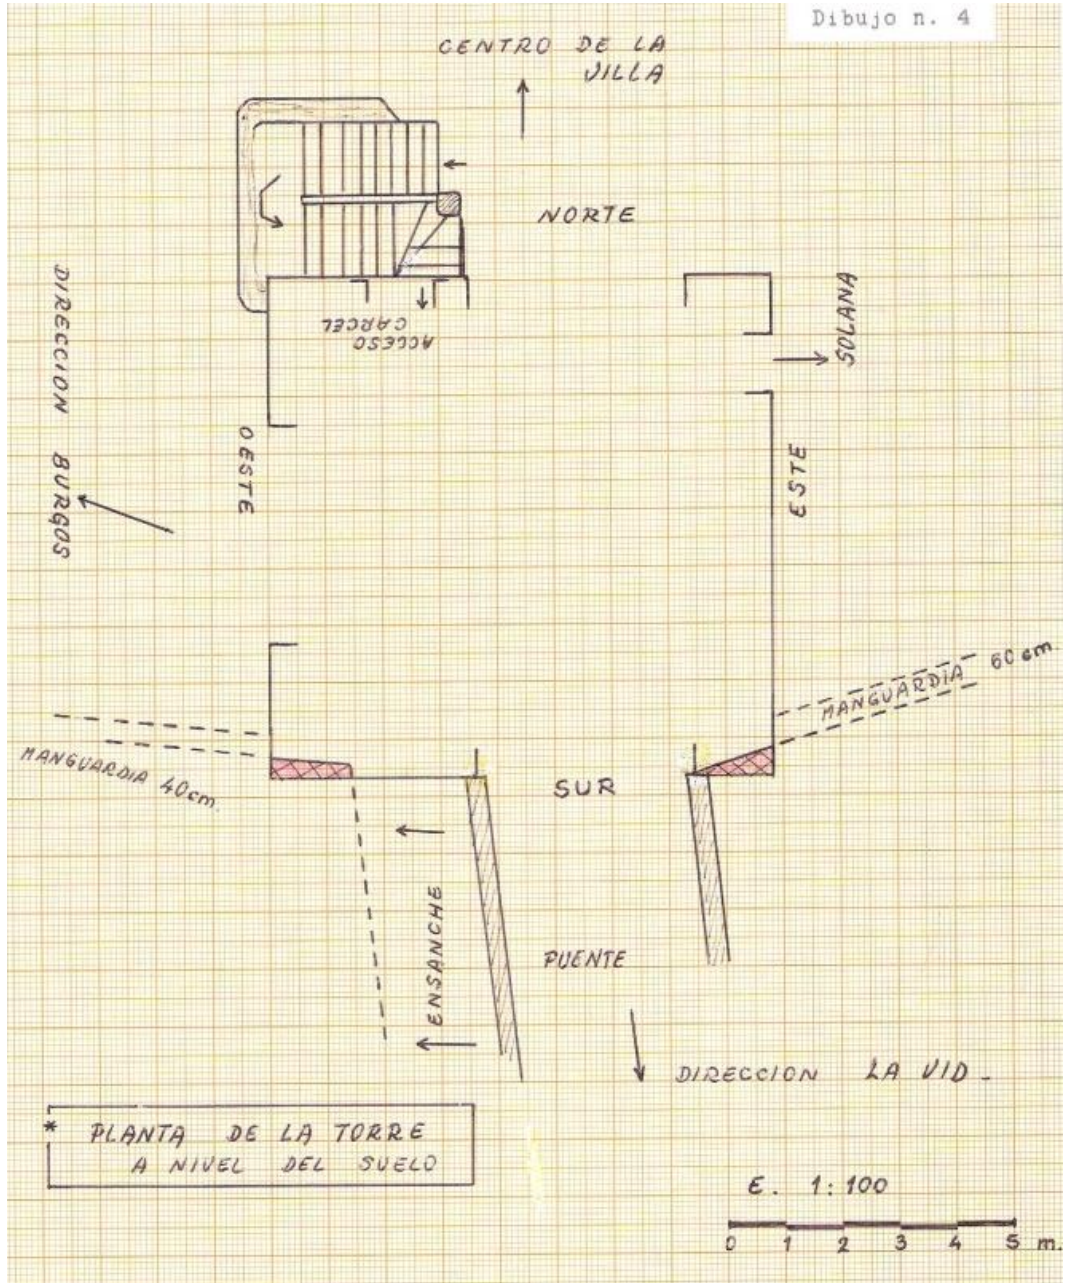 Dibujo n. 4
CENTRO DE LA
VILLA
NORTE
ACCESO
CARCEL
SOLANA
DIRECCION BURGOS
OESTE
ESTE
MANGUARDIA 60 cm.
MANGUARDIA 40 cm.
SUR
ENSANCHE
PUENTE
DIRECCION LA VID.
* PLANTA DE LA TORRE
A NIVEL DEL SUELO
E. 1:100
0 1 2 3 4 5 m.